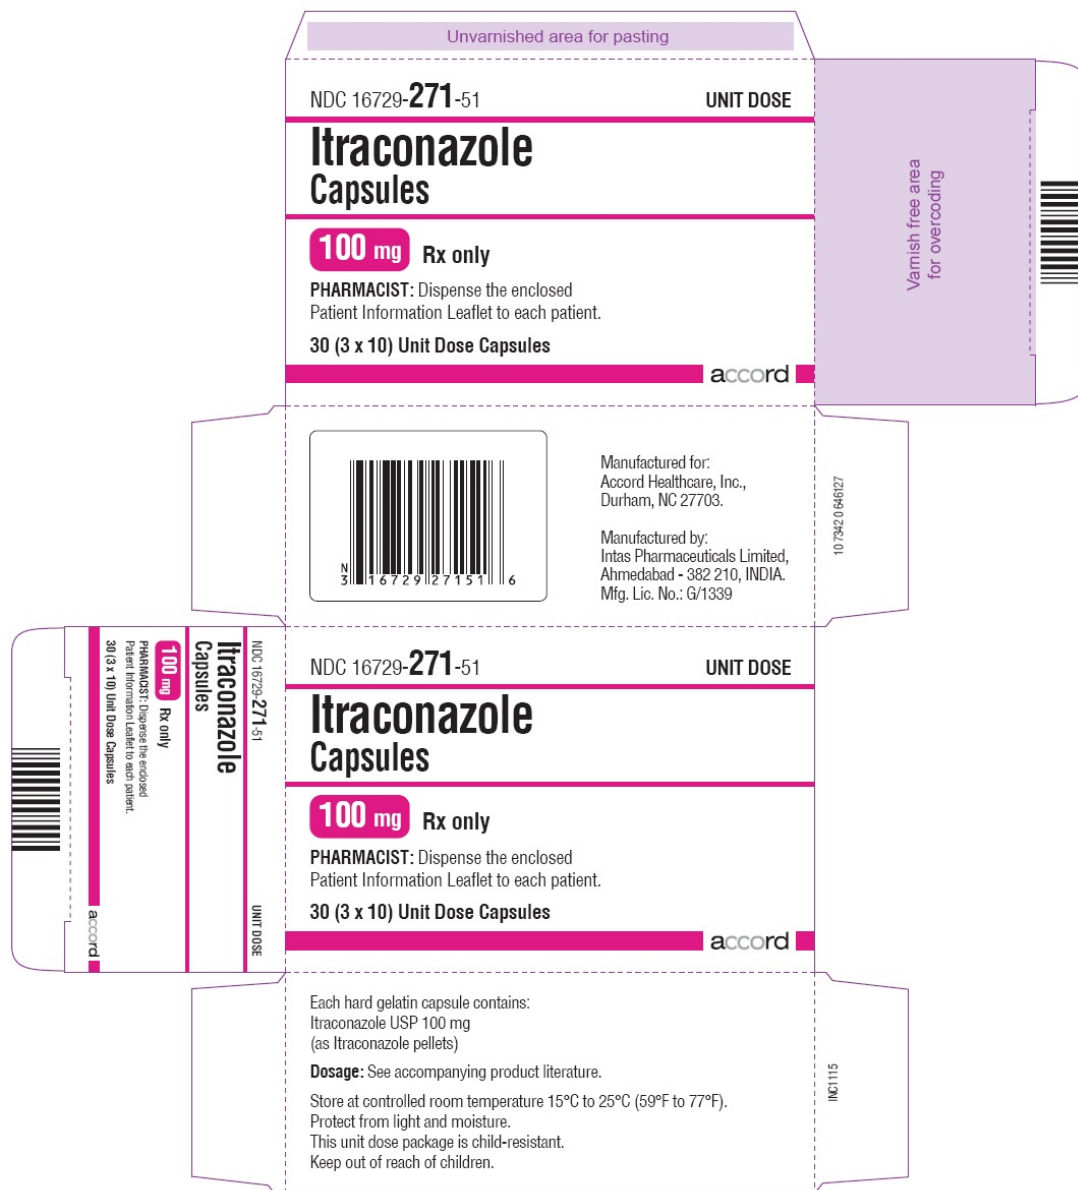 Unvarnished area for pasting
NDC 16729-271-51 UNIT DOSE
Itraconazole
Capsules
100 mg Rx only
PHARMACIST: Dispense the enclosed
Patient Information Leaflet to each patient.
30 (3 x 10) Unit Dose Capsules
accord
Varnish free area
for overcoding
N
3 16729 27151 6
Manufactured for:
Accord Healthcare, Inc.,
Durham, NC 27703.
Manufactured by:
Intas Pharmaceuticals Limited,
Ahmedabad - 382 210, INDIA.
Mfg. Lic. No.: G/1339
10 7342 0 646127
NDC 16729-271-51 UNIT DOSE
Itraconazole
Capsules
100 mg Rx only
PHARMACIST: Dispense the enclosed
Patient Information Leaflet to each patient.
30 (3 x 10) Unit Dose Capsules
accord
NDC 16729-271-51 UNIT DOSE
Itraconazole
Capsules
100 mg Rx only
PHARMACIST: Dispense the enclosed
Patient Information Leaflet to each patient.
30 (3 x 10) Unit Dose Capsules
accord
Each hard gelatin capsule contains:
Itraconazole USP 100 mg
(as Itraconazole pellets)
Dosage: See accompanying product literature.
Store at controlled room temperature 15°C to 25°C (59°F to 77°F).
Protect from light and moisture.
This unit dose package is child-resistant.
Keep out of reach of children.
INC1115